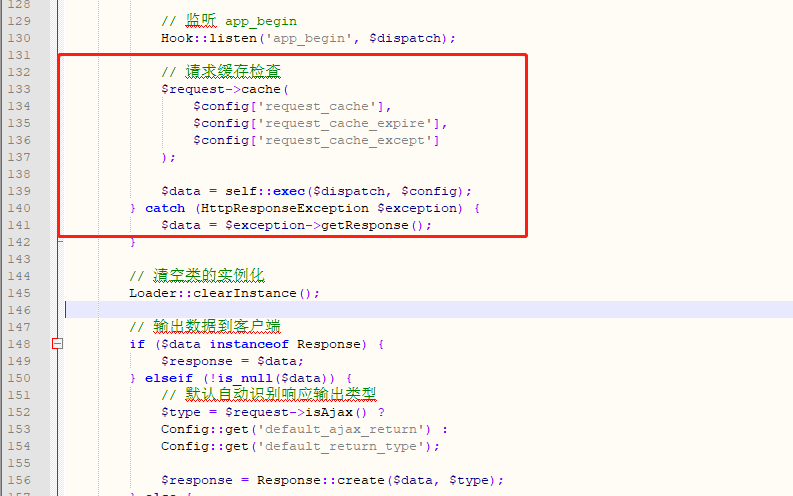 128
129 // 监听 app_begin
130 Hook::listen('app_begin', $dispatch);
131
132 // 请求缓存检查
133 $request->cache(
134 $config['request_cache'],
135 $config['request_cache_expire'],
136 $config['request_cache_except']
137 );
138
139 $data = self::exec($dispatch, $config);
140 } catch (HttpResponseException $exception) {
141 $data = $exception->getResponse();
142 }
143
144 // 清空类的实例化
145 Loader::clearInstance();
146
147 // 输出数据到客户端
148 if ($data instanceof Response) {
149 $response = $data;
150 } elseif (!is_null($data)) {
151 // 默认自动识别响应输出类型
152 $type = $request->isAjax() ?
153 Config::get('default_ajax_return') :
154 Config::get('default_return_type');
155
156 $response = Response::create($data, $type);
157 } else {